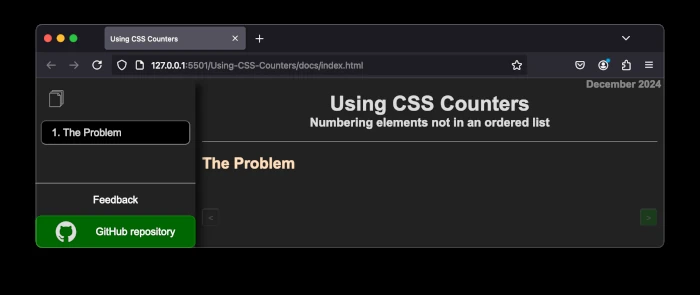 Using CSS Counters
127.0.0.1:5501/Using-CSS-Counters/docs/index.html
December 2024
Using CSS Counters
Numbering elements not in an ordered list
1. The Problem
The Problem
Feedback
GitHub repository
<
>